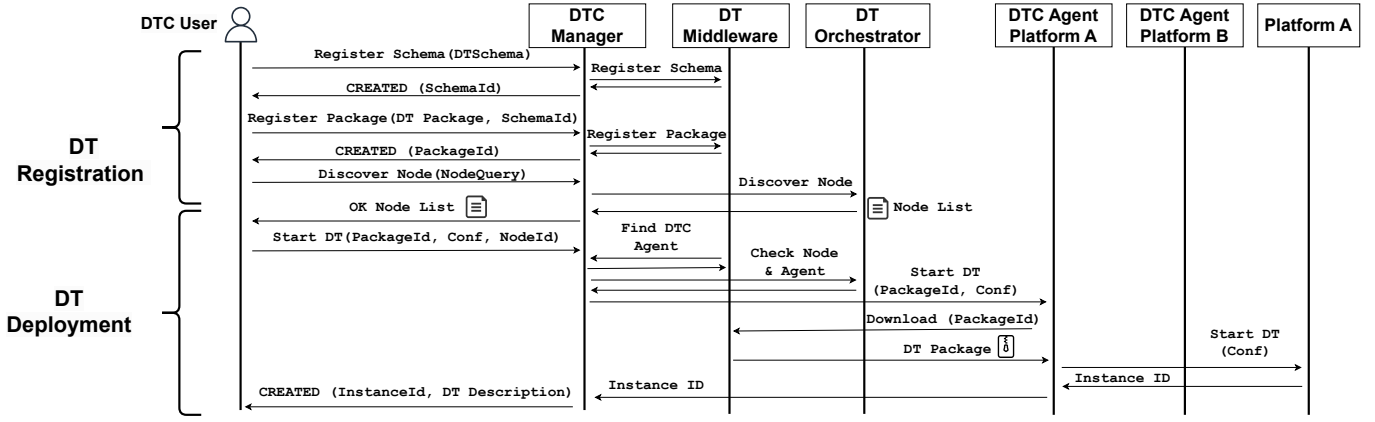 DTC User
DTC
Manager
DT
Middleware
DT
Orchestrator
DTC Agent
Platform A
DTC Agent
Platform B
Platform A
Register Schema(DTSchema)
Register Schema
CREATED (SchemaId)
Register Package(DT Package, SchemaId)
Register Package
CREATED (PackageId)
DT
Registration
Discover Node(NodeQuery)
Discover Node
OK Node List
Node List
Start DT(PackageId, Conf, NodeId)
Find DTC
Agent
Check Node
& Agent
Start DT
(PackageId, Conf)
DT
Deployment
Download (PackageId)
DT Package
Start DT
(Conf)
Instance ID
Instance ID
CREATED (InstanceId, DT Description)